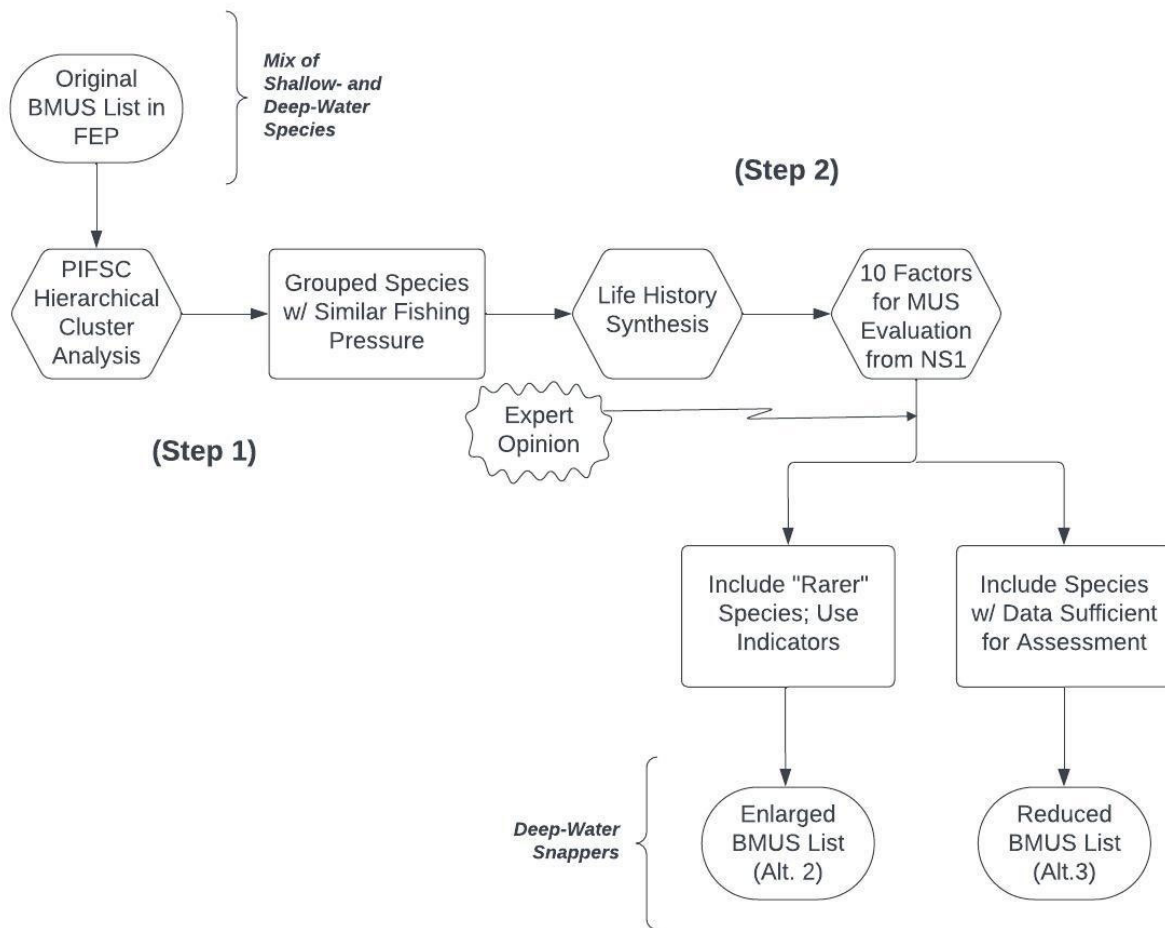 Original
BMUS List in
FEP
Mix of
Shallow- and
Deep-Water
Species
(Step 2)
PIFSC
Hierarchical
Cluster
Analysis
Grouped Species
w/ Similar Fishing
Pressure
Life History
Synthesis
10 Factors
for MUS
Evaluation
from NS1
Expert
Opinion
(Step 1)
Include "Rarer"
Species; Use
Indicators
Include Species
w/ Data Sufficient
for Assessment
Deep-Water
Snappers
Enlarged
BMUS List
(Alt. 2)
Reduced
BMUS List
(Alt.3)